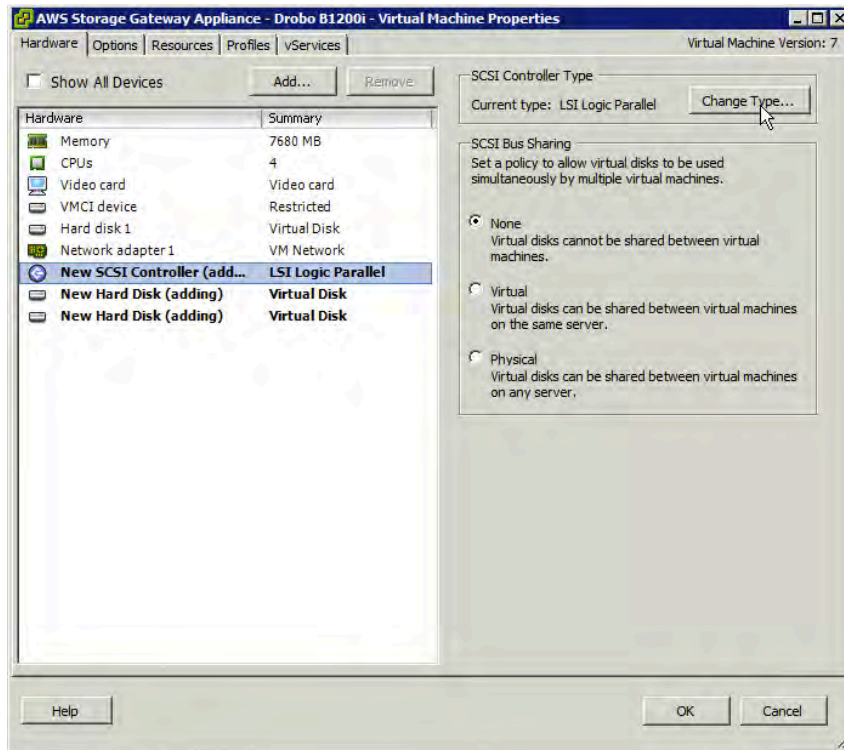 AWS Storage Gateway Appliance - Drobo B1200i - Virtual Machine Properties
Hardware Options Resources Profiles vServices Virtual Machine Version: 7
Show All Devices Add... Remove
Hardware Summary
Memory 7680 MB
CPUs 4
Video card Video card
VMCI device Restricted
Hard disk 1 Virtual Disk
Network adapter 1 VM Network
New SCSI Controller (add... LSI Logic Parallel
New Hard Disk (adding) Virtual Disk
New Hard Disk (adding) Virtual Disk
SCSI Controller Type
Current type: LSI Logic Parallel Change Type...
SCSI Bus Sharing
Set a policy to allow virtual disks to be used
simultaneously by multiple virtual machines.
None
Virtual disks cannot be shared between virtual
machines.
Virtual
Virtual disks can be shared between virtual machines
on the same server.
Physical
Virtual disks can be shared between virtual machines
on any server.
Help OK Cancel